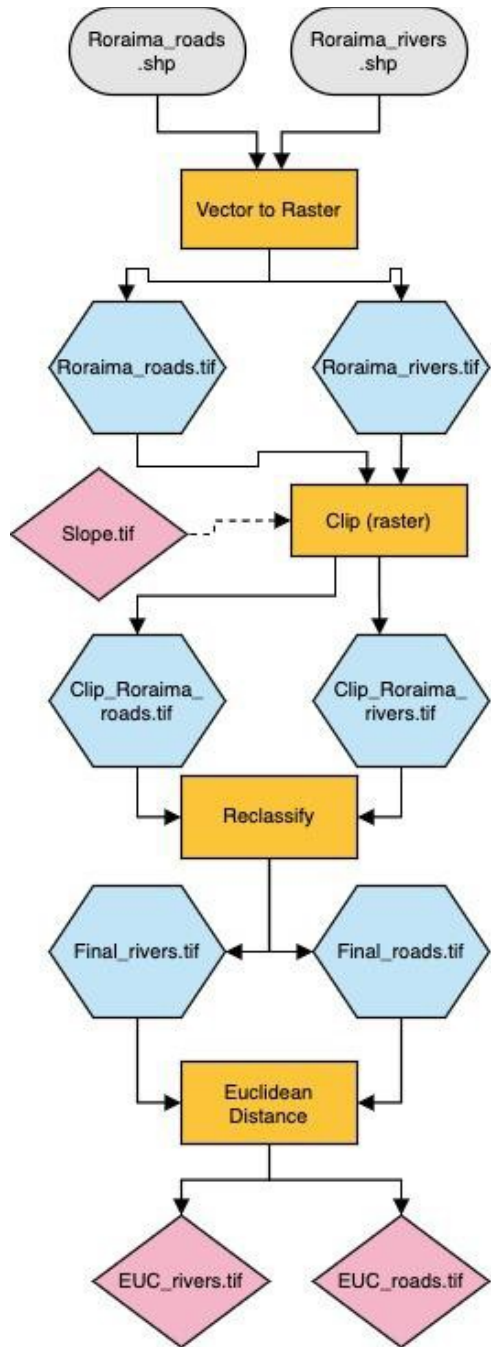 Roraima_roads
.shp
Roraima_rivers
.shp
Vector to Raster
Roraima_roads.tif
Roraima_rivers.tif
Slope.tif
Clip (raster)
Clip_Roraima_
roads.tif
Clip_Roraima_
rivers.tif
Reclassify
Final_rivers.tif
Final_roads.tif
Euclidean
Distance
EUC_rivers.tif
EUC_roads.tif